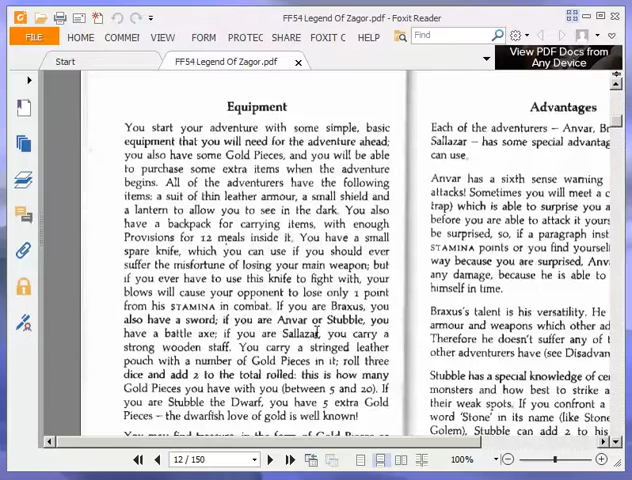 FF54 Legend Of Zagor.pdf - Foxit Reader
FILE HOME COMMEI VIEW FORM PROTEC SHARE FOXIT C HELP Find
Start FF54 Legend Of Zagor.pdf
View PDF Docs from
Any Device
Equipment
You start your adventure with some simple, basic
equipment that you will need for the adventure ahead;
you also have some Gold Pieces, and you will be able
to purchase some extra items when the adventure
begins. All of the adventurers have the following
items: a suit of thin leather armour, a small shield and
a lantern to allow you to see in the dark. You also
have a backpack for carrying items, with enough
Provisions for 12 meals inside it. You have a small
spare knife, which you can use if you should ever
suffer the misfortune of losing your main weapon; but
if you ever have to use this knife to fight with, your
blows will cause your opponent to lose only 1 point
from his STAMINA in combat. If you are Braxus, you
also have a sword; if you are Anvar or Stubble, you
have a battle axe; if you are Sallazar, you carry a
strong wooden staff. You carry a stringed leather
pouch with a number of Gold Pieces in it; roll three
dice and add 2 to the total rolled: this is how many
Gold Pieces you have with you (between 5 and 20). If
you are Stubble the Dwarf, you have 5 extra Gold
Pieces – the dwarfish love of gold is well known!
You may find treasure, in the form of Gold Pieces or
Advantages
Each of the adventurers – Anvar, Br
Sallazar – has some special advantag
can use.
Anvar has a sixth sense warning
attacks! Sometimes you will meet a c
trap) which is able to surprise you a
before you are able to attack it yours
be surprised, so, if a paragraph inst
STAMINA points or you find yourself
way because you are surprised, Anv
any damage, because he is able to
himself in time.
Braxus's talent is his versatility. He
armour and weapons which other ad
Therefore he doesn't suffer any of t
other adventurers have (see Disadvan
Stubble has a special knowledge of cer
monsters and how best to strike a
their weak spots. If you confront a
word 'Stone' in its name (like Stone
Golem), Stubble can add 2 to his
12 / 150 100%